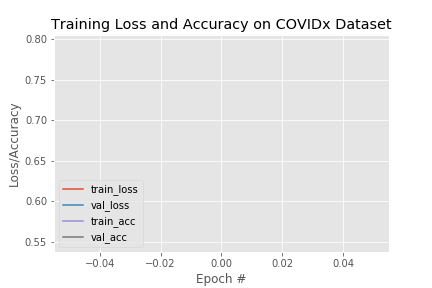 Training Loss and Accuracy on COVIDx Dataset
Loss/Accuracy
0.80
0.75
0.70
0.65
0.60
0.55
train_loss
val_loss
train_acc
val_acc
−0.04 −0.02 0.00 0.02 0.04
Epoch #